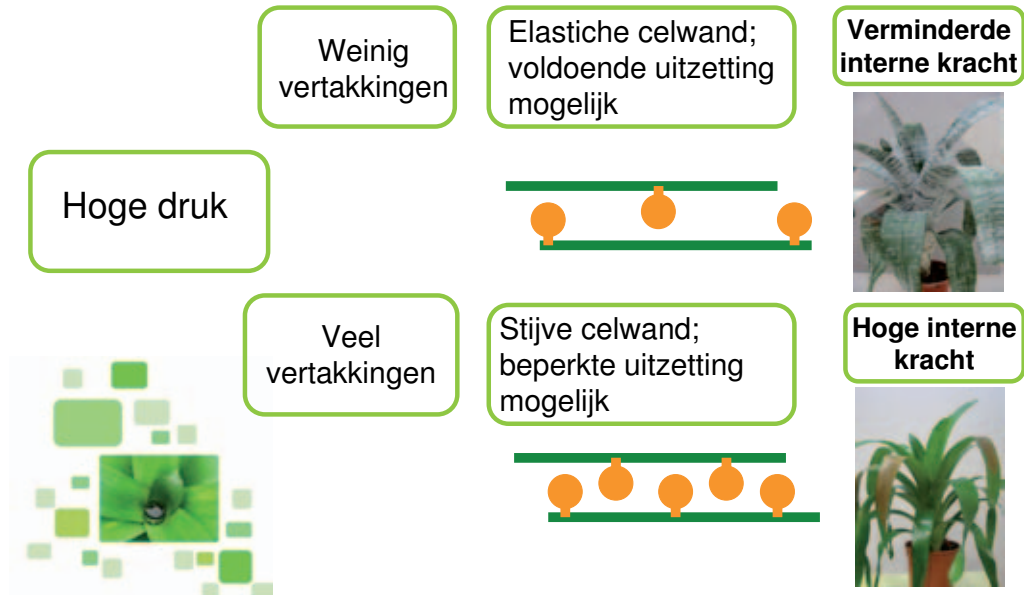 Weinig
vertakkingen
Elastiche celwand;
voldoende uitzetting
mogelijk
Verminderde
interne kracht
Hoge druk
Veel
vertakkingen
Stijve celwand;
beperkte uitzetting
mogelijk
Hoge interne
kracht